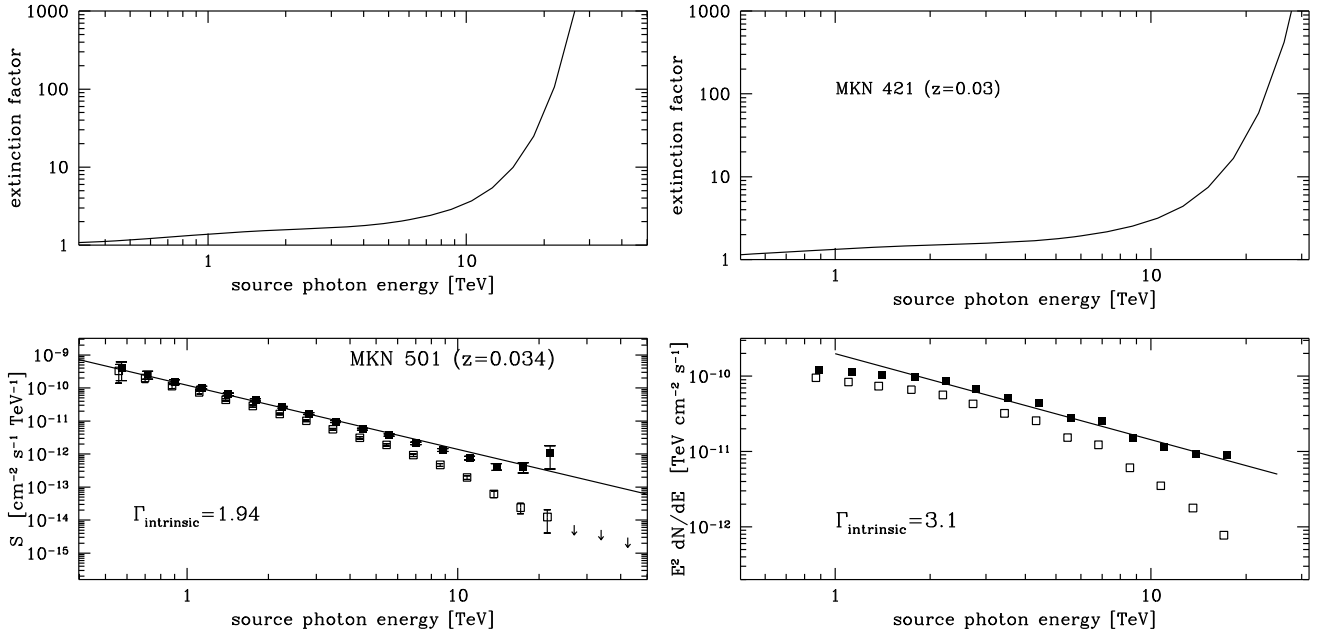 1000
100
10
1
extinction factor
1
10
source photon energy [TeV]
1000
100
10
1
extinction factor
MKN 421 (z=0.03)
1
10
source photon energy [TeV]
10⁻⁹
10⁻¹⁰
10⁻¹¹
10⁻¹²
10⁻¹³
10⁻¹⁴
10⁻¹⁵
S [cm⁻² s⁻¹ TeV⁻¹]
MKN 501 (z=0.034)
Γintrinsic=1.94
1
10
source photon energy [TeV]
10⁻¹⁰
10⁻¹¹
10⁻¹²
E² dN/dE [TeV cm⁻² s⁻¹]
Γintrinsic=3.1
1
10
source photon energy [TeV]